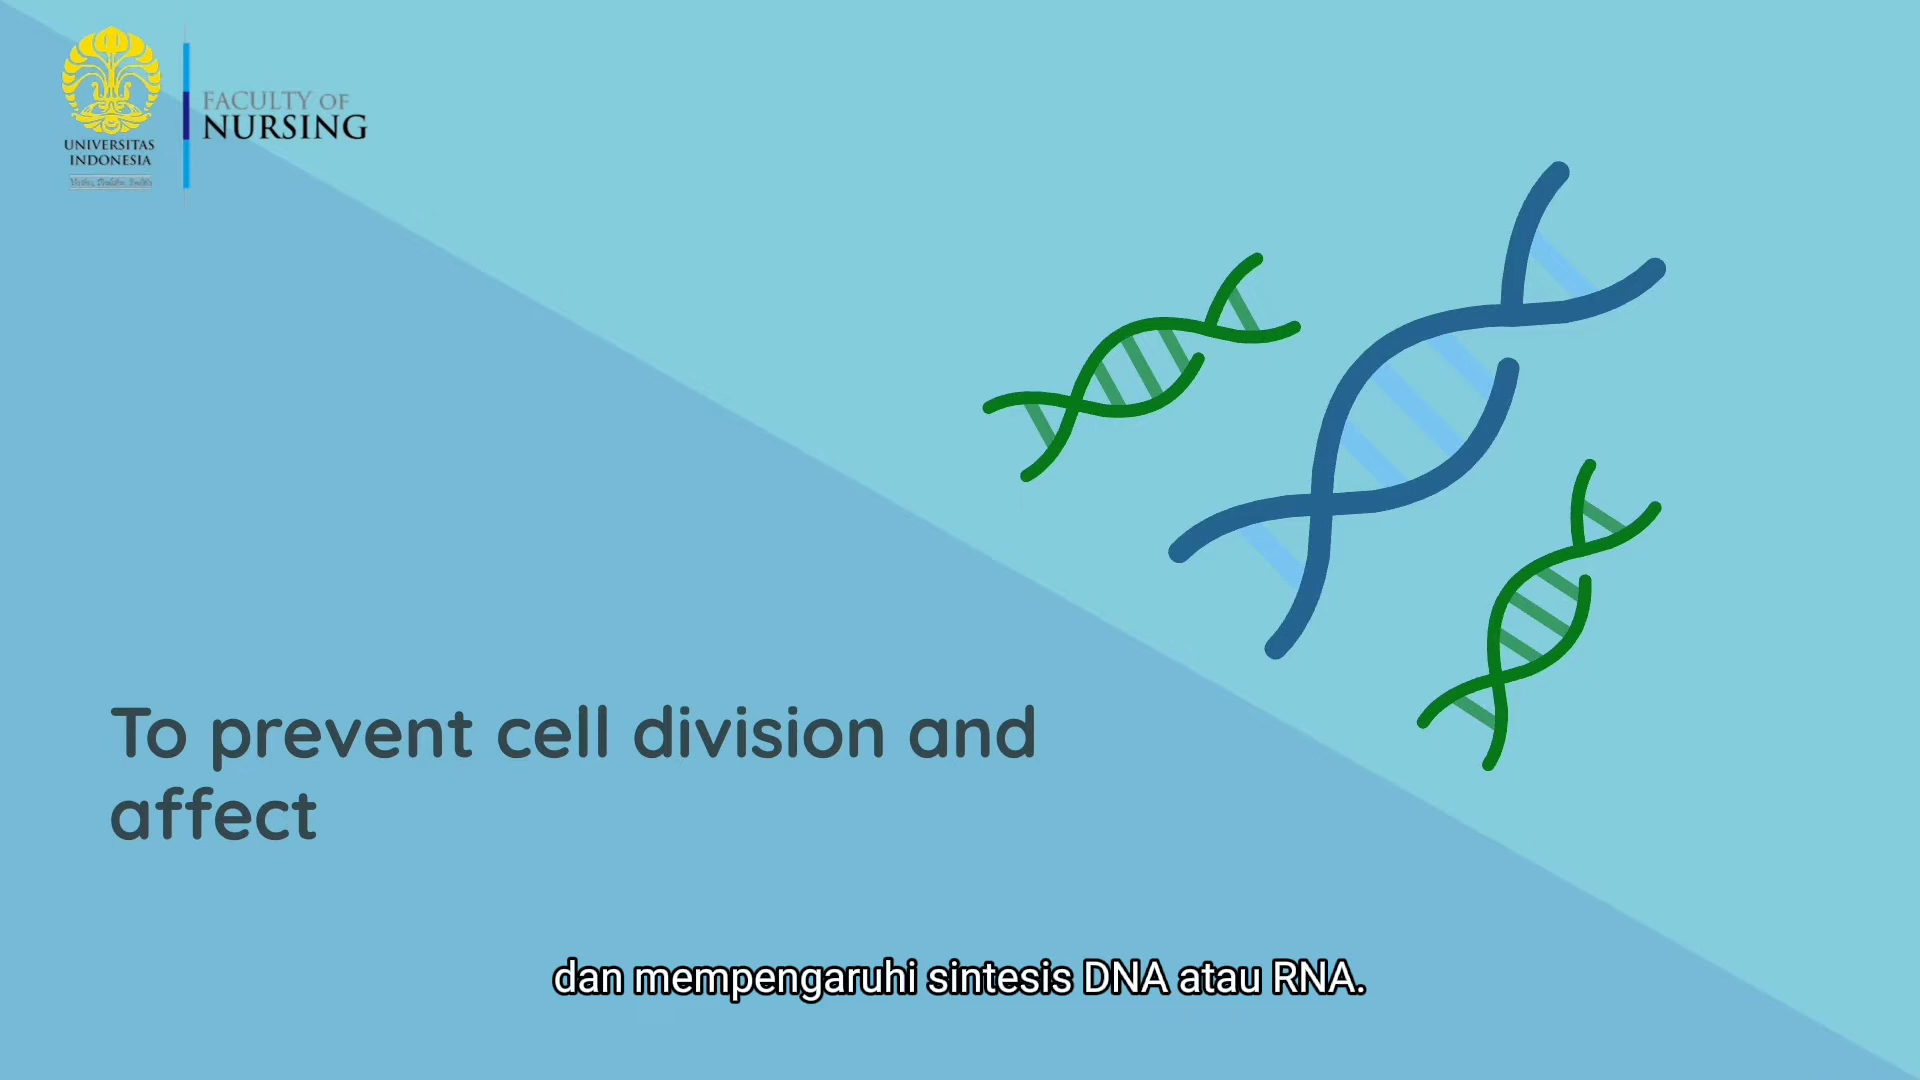 UNIVERSITAS
INDONESIA
FACULTY OF
NURSING
To prevent cell division and
affect
dan mempengaruhi sintesis DNA atau RNA.